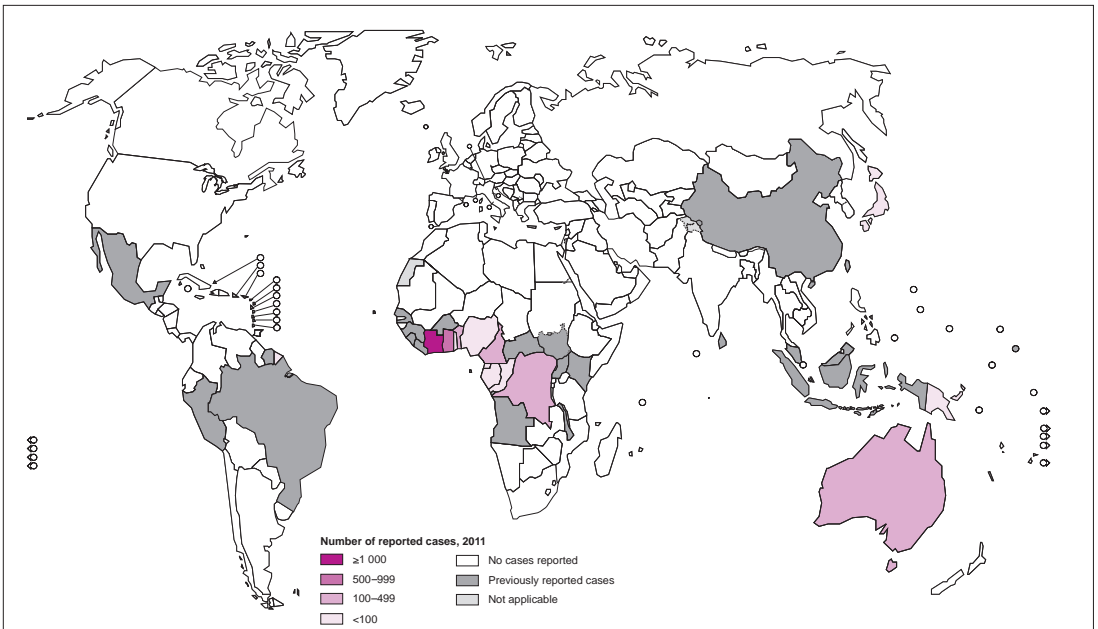 Number of reported cases, 2011
≥1 000
500–999
100–499
<100
No cases reported
Previously reported cases
Not applicable